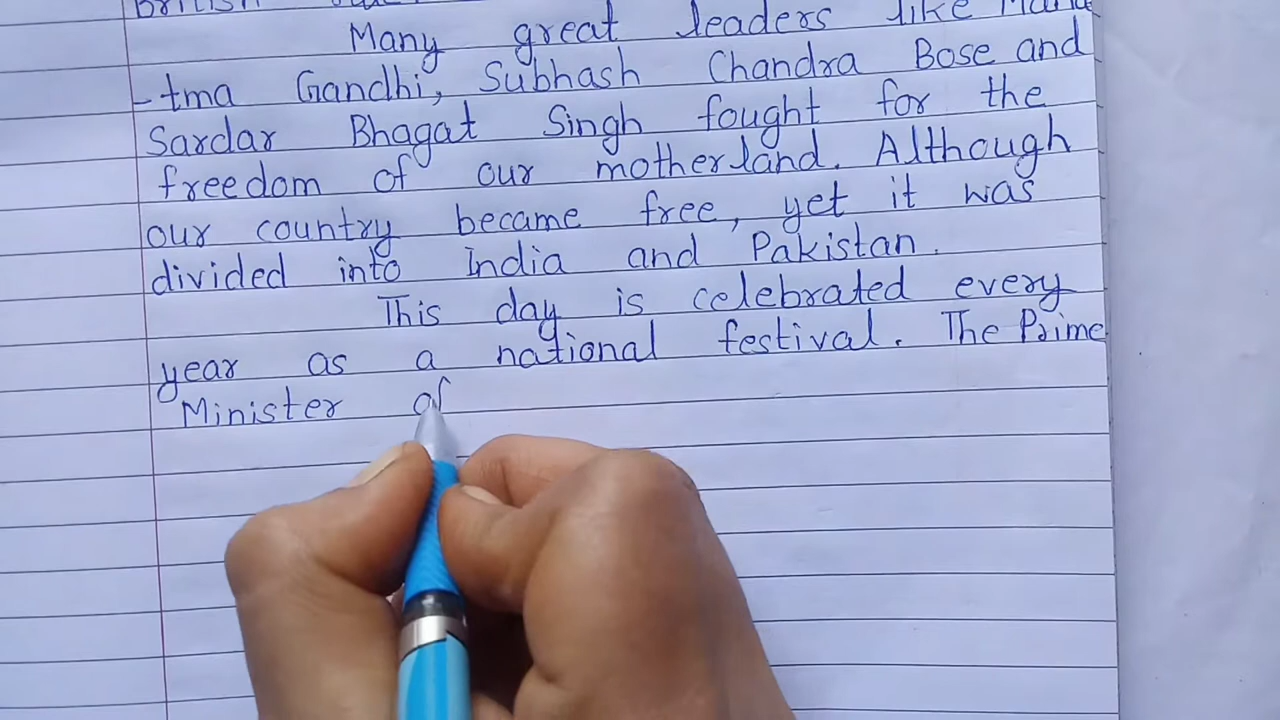 British
Many great leaders like Maha
-tma Gandhi, Subhash Chandra Bose and
Sardar Bhagat Singh fought for the
freedom of our motherland. Although
our country became free, yet it was
divided into India and Pakistan.
This day is celebrated every
year as a national festival. The Prime
Minister of